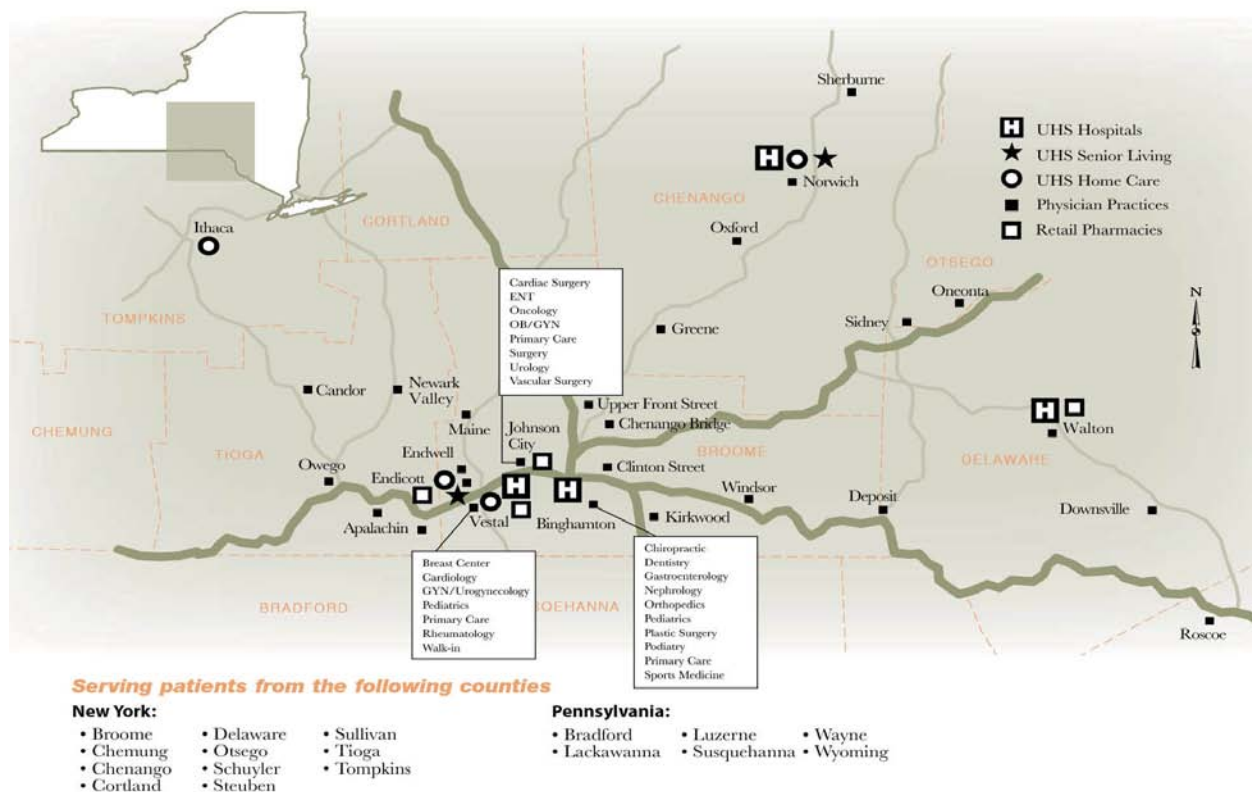 Sherburne
H UHS Hospitals
UHS Senior Living
UHS Home Care
Physician Practices
Retail Pharmacies
H
Norwich
CHENANGO
CORTLAND
Ithaca
Oxford
OTSEGO
Oneonta
N
Cardiac Surgery
ENT
Oncology
OB/GYN
Primary Care
Surgery
Urology
Vascular Surgery
TOMPKINS
Greene
Sidney
Candor
Newark
Valley
Upper Front Street
Chenango Bridge
H
Walton
CHEMUNG
Maine
Johnson
City
TIOGA
Endwell
BROOME
DELAWARE
Owego
Endicott
Clinton Street
Windsor
Deposit
H
H
Apalachin
Vestal
Binghamton
Kirkwood
Downsville
Breast Center
Cardiology
GYN/Urogynecology
Pediatrics
Primary Care
Rheumatology
Walk-in
Chiropractic
Dentistry
Gastroenterology
Nephrology
Orthopedics
Pediatrics
Plastic Surgery
Podiatry
Primary Care
Sports Medicine
BRADFORD
QEHANNA
Roscoe
Serving patients from the following counties
New York:
• Broome • Delaware • Sullivan
• Chemung • Otsego • Tioga
• Chenango • Schuyler • Tompkins
• Cortland • Steuben
Pennsylvania:
• Bradford • Luzerne • Wayne
• Lackawanna • Susquehanna • Wyoming